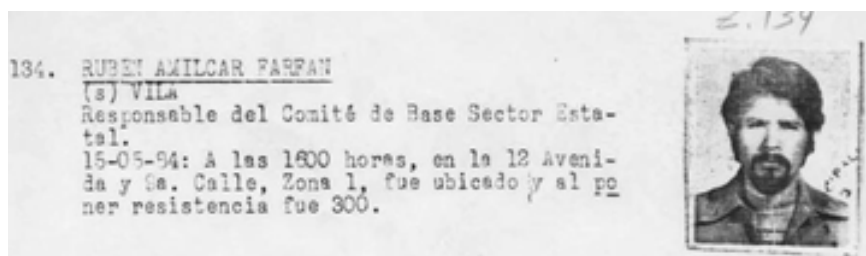 Z.134
134. RUBEN AMILCAR FARFAN
(s) VILA
Responsable del Comité de Base Sector Esta-
tal.
15-05-84: A las 1600 horas, en la 12 Aveni-
da y 9a. Calle, Zona 1, fue ubicado y al po
ner resistencia fue 300.